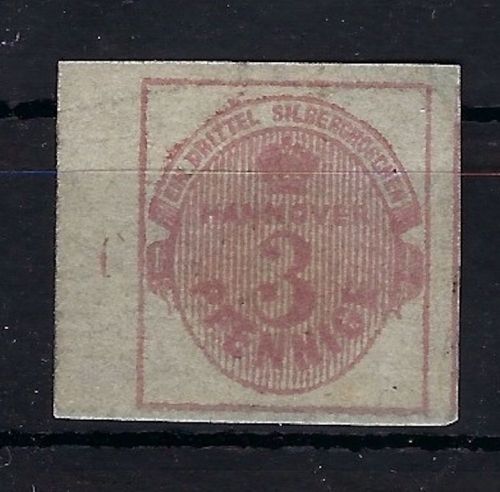 EIN DRITTEL SILBERGROSCHEN
HANNOVER
3
PFENNIGE